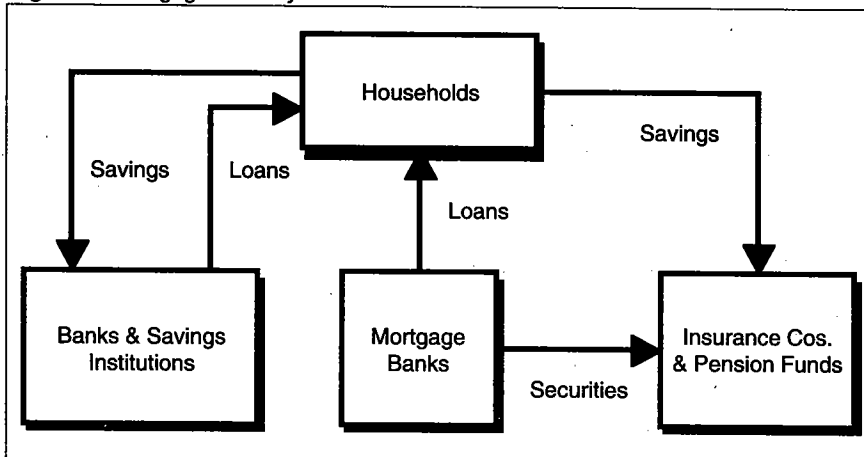 Households
Savings
Savings
Loans
Loans
Banks & Savings
Institutions
Mortgage
Banks
Insurance Cos.
& Pension Funds
Securities